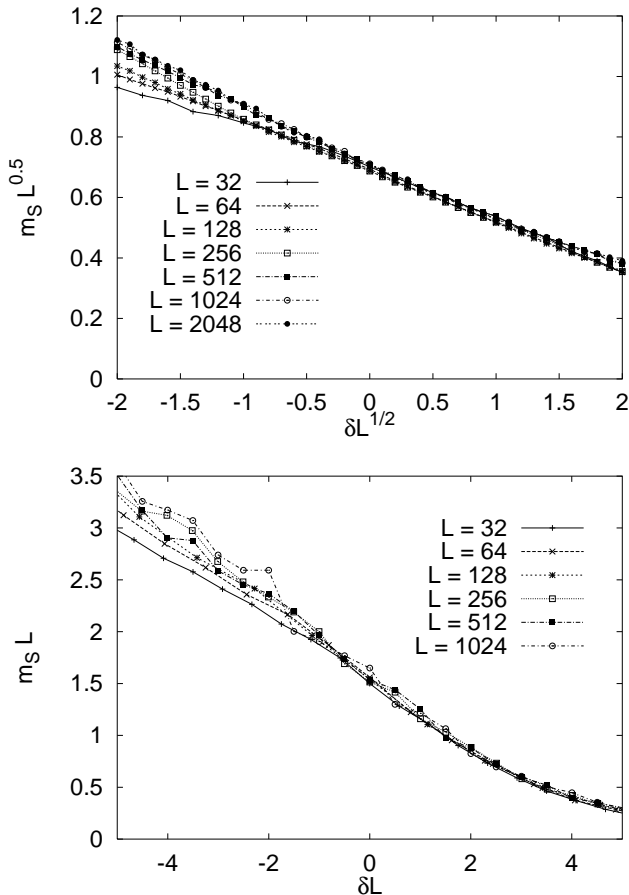 1.2
1
0.8
0.6
0.4
0.2
0
m_S L^0.5
L = 32
L = 64
L = 128
L = 256
L = 512
L = 1024
L = 2048
-2 -1.5 -1 -0.5 0 0.5 1 1.5 2
δL^1/2
3.5
3
2.5
2
1.5
1
0.5
0
m_S L
L = 32
L = 64
L = 128
L = 256
L = 512
L = 1024
-4 -2 0 2 4
δL